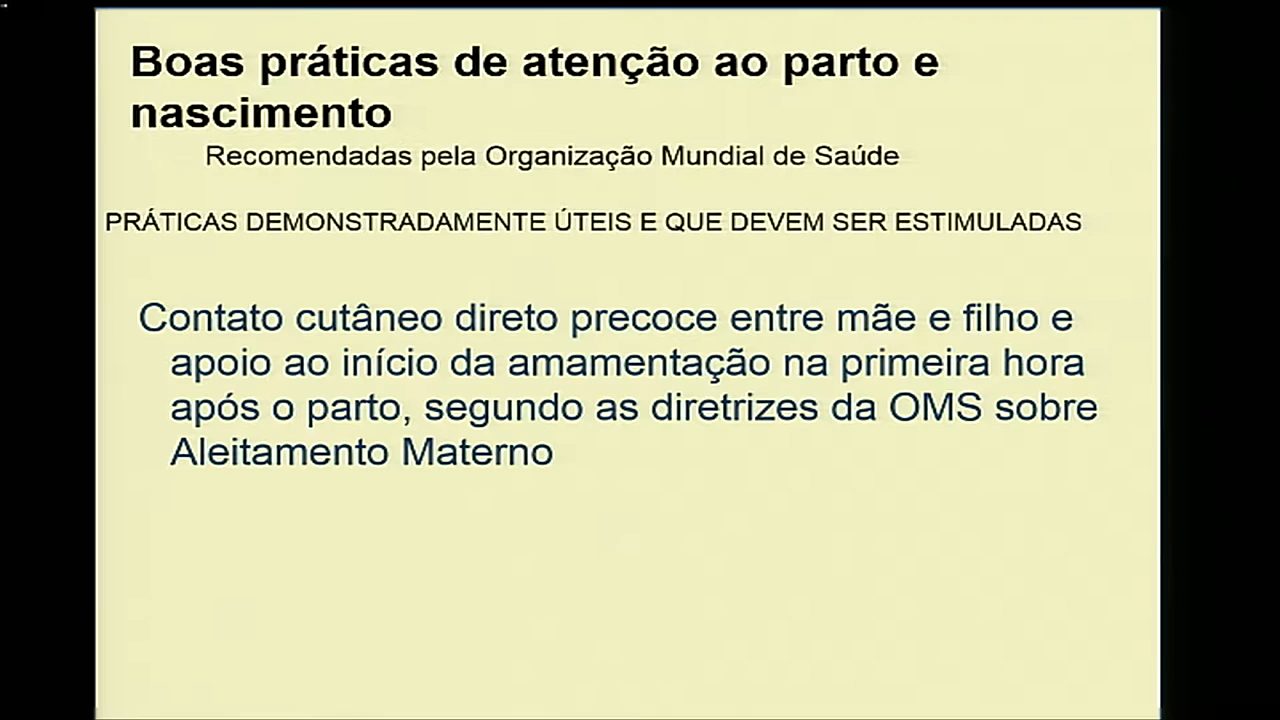 Boas práticas de atenção ao parto e
nascimento
Recomendadas pela Organização Mundial de Saúde
PRÁTICAS DEMONSTRADAMENTE ÚTEIS E QUE DEVEM SER ESTIMULADAS
Contato cutâneo direto precoce entre mãe e filho e
apoio ao início da amamentação na primeira hora
após o parto, segundo as diretrizes da OMS sobre
Aleitamento Materno